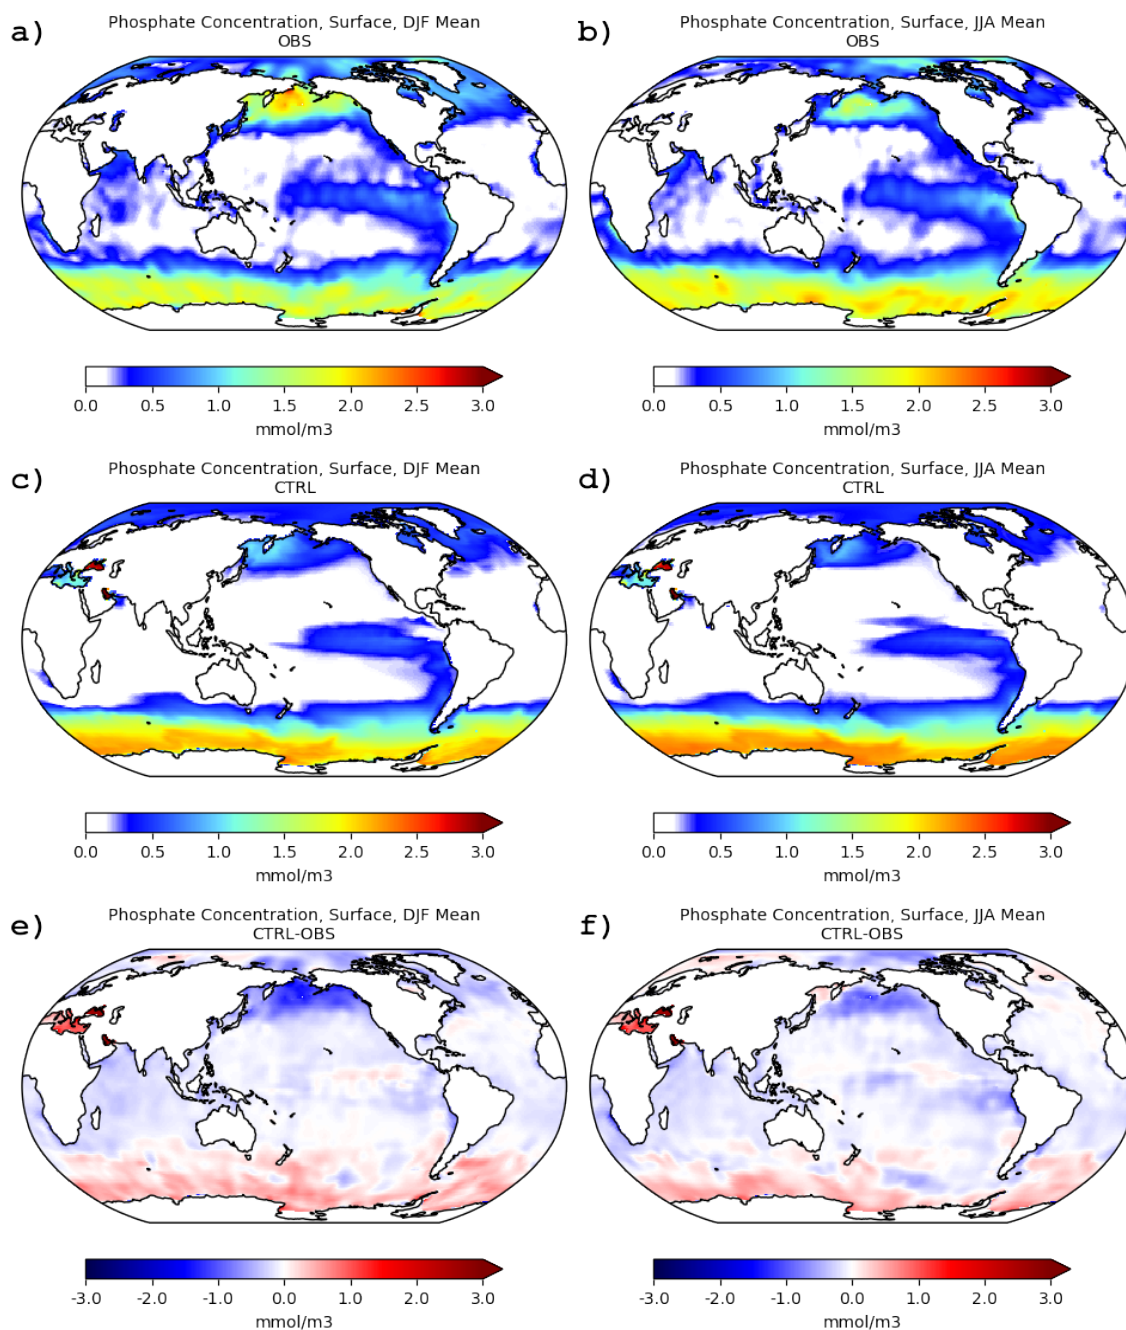 a)
Phosphate Concentration, Surface, DJF Mean
OBS
0.0 0.5 1.0 1.5 2.0 2.5 3.0
mmol/m3
b)
Phosphate Concentration, Surface, JJA Mean
OBS
0.0 0.5 1.0 1.5 2.0 2.5 3.0
mmol/m3
c)
Phosphate Concentration, Surface, DJF Mean
CTRL
0.0 0.5 1.0 1.5 2.0 2.5 3.0
mmol/m3
d)
Phosphate Concentration, Surface, JJA Mean
CTRL
0.0 0.5 1.0 1.5 2.0 2.5 3.0
mmol/m3
e)
Phosphate Concentration, Surface, DJF Mean
CTRL-OBS
-3.0 -2.0 -1.0 0.0 1.0 2.0 3.0
mmol/m3
f)
Phosphate Concentration, Surface, JJA Mean
CTRL-OBS
-3.0 -2.0 -1.0 0.0 1.0 2.0 3.0
mmol/m3